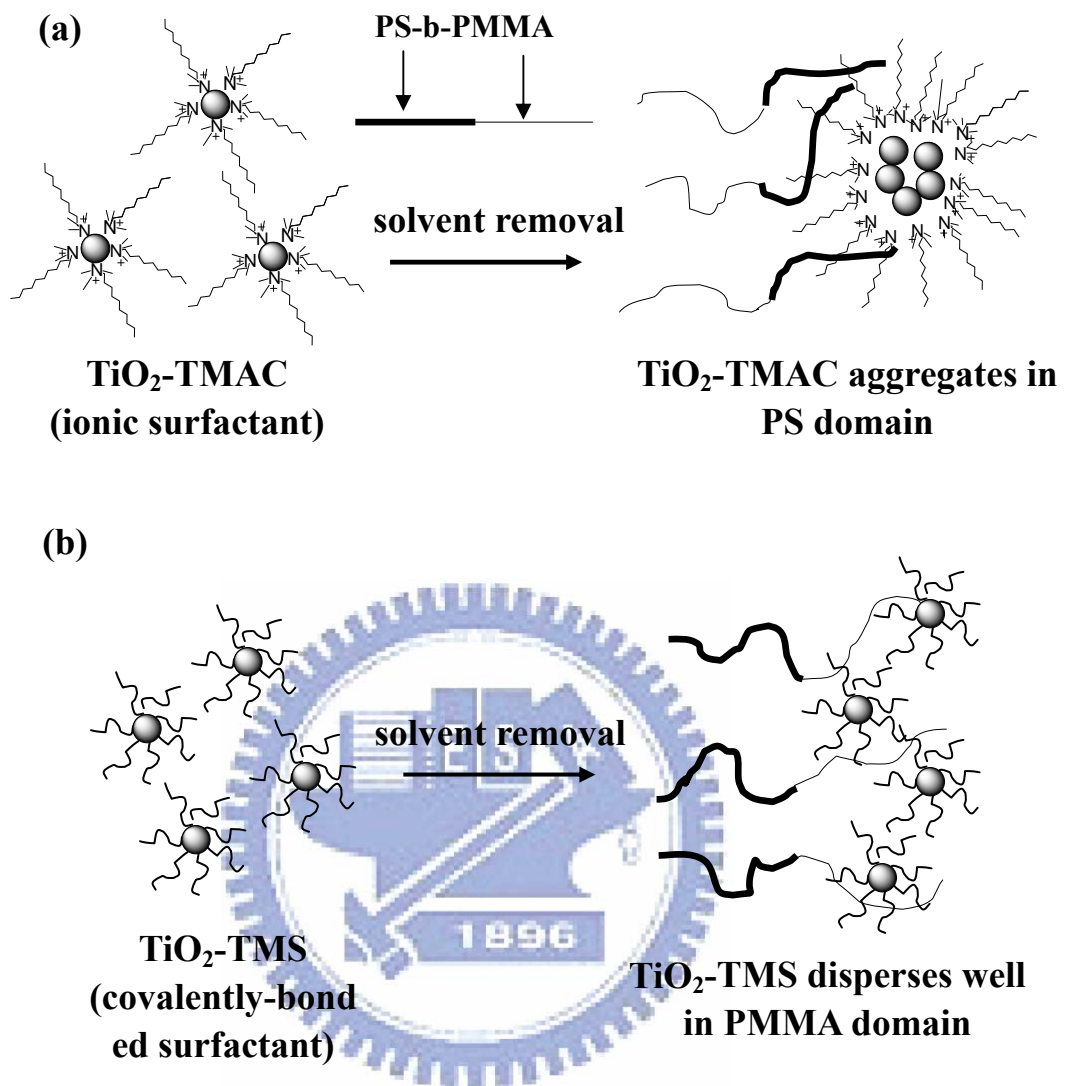 (a)
PS-b-PMMA
N+ N+ N+ N+
N+ N+ N+ N+
N+ N+ N+ N+
solvent removal
TiO₂-TMAC
(ionic surfactant)
TiO₂-TMAC aggregates in
PS domain
(b)
solvent removal
1896
TiO₂-TMS
(covalently-bond
ed surfactant)
TiO₂-TMS disperses well
in PMMA domain